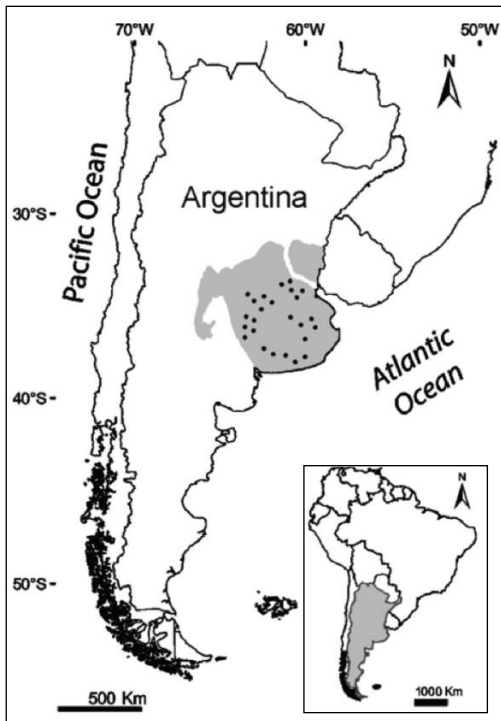 70°W
60°W
50°W
N
Pacific Ocean
Argentina
30°S
40°S
Atlantic
Ocean
50°S
500 Km
N
1000 Km